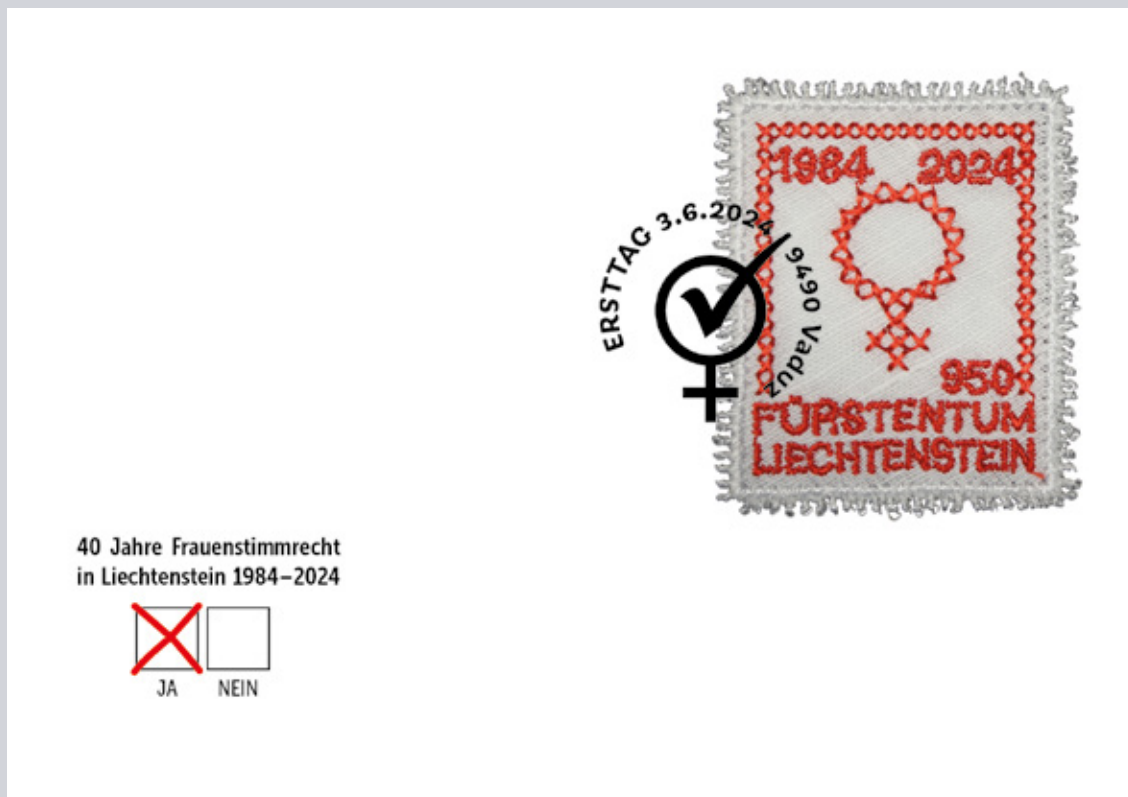 1984 2024
ERSTTAG 3.6.2024 9490 Vaduz
950
FÜRSTENTUM
LIECHTENSTEIN
40 Jahre Frauenstimmrecht
in Liechtenstein 1984–2024
JA NEIN